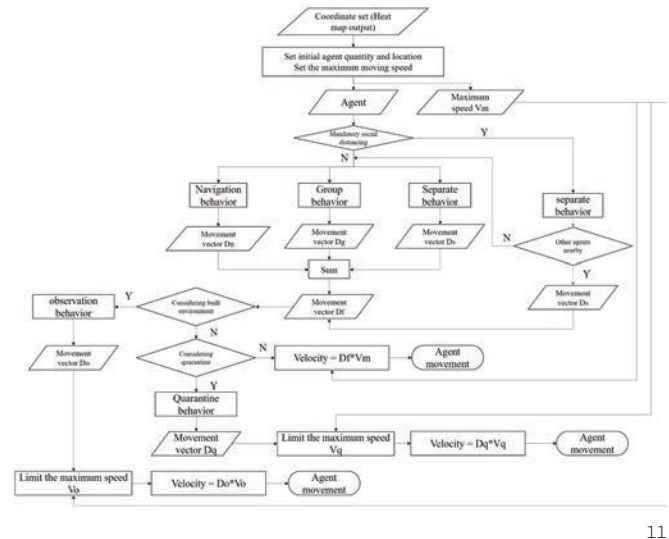 Coordinate set (Heat
map output)
Set initial agent quantity and location
Set the maximum moving speed
Agent
Maximum
speed Vm
Mandatory social
distancing
Y
N
Navigation
behavior
Group
behavior
Separate
behavior
separate
behavior
Movement
vector Dn
Movement
vector Dg
Movement
vector Ds
N
Other agents
nearby
Y
Sum
Movement
vector Ds
observation
behavior
Y
Considering built
environment
Movement
vector Df
N
Movement
vector Do
Considering
quarantine
N
Velocity = Df*Vm
Agent
movement
Y
Quarantine
behavior
Movement
vector Dq
Limit the maximum speed
Vq
Velocity = Dq*Vq
Agent
movement
Limit the maximum speed
Vo
Velocity = Do*Vo
Agent
movement
11